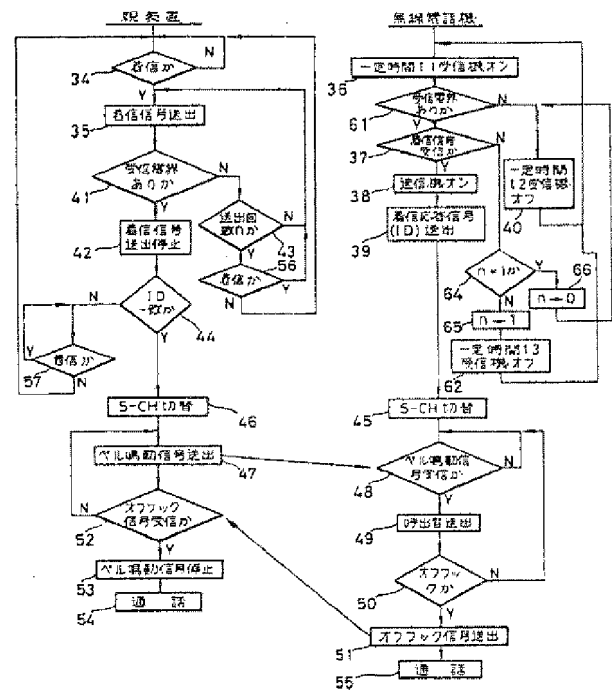 親装置
着信か
N
34
Y
着信信号送出
35
受信電界
ありか
N
41
Y
着信信号
送出停止
42
送出回
数nか
N
43
Y
着信か
56
Y
N
ID
一致か
N
44
Y
着信か
Y
57
N
S-CH切替
46
ベル鳴動信号送出
47
オフフック
信号受信か
N
52
Y
ベル鳴動信号停止
53
通話
54
無線電話機
一定時間t1受信機オン
36
受信電界
ありか
N
61
Y
着信信号
受信か
N
37
Y
送信機オン
38
着信応答信号
(ID)送出
39
一定時間
t2受信機
オフ
40
n=1か
Y
64
N
n→0
66
n→1
65
一定時間t3
受信機オフ
62
S-CH切替
45
ベル鳴動信
号受信か
N
48
Y
呼出音送出
49
オフフッ
クか
N
50
Y
オフフック信号送出
51
通話
55